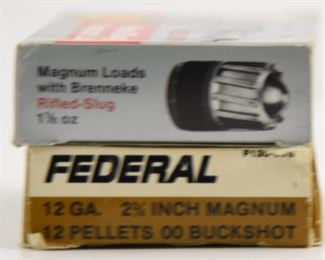 Magnum Loads
with Brenneke
Rifled-Slug
1⅛ oz
FEDERAL
12 GA. 2¾ INCH MAGNUM
12 PELLETS 00 BUCKSHOT